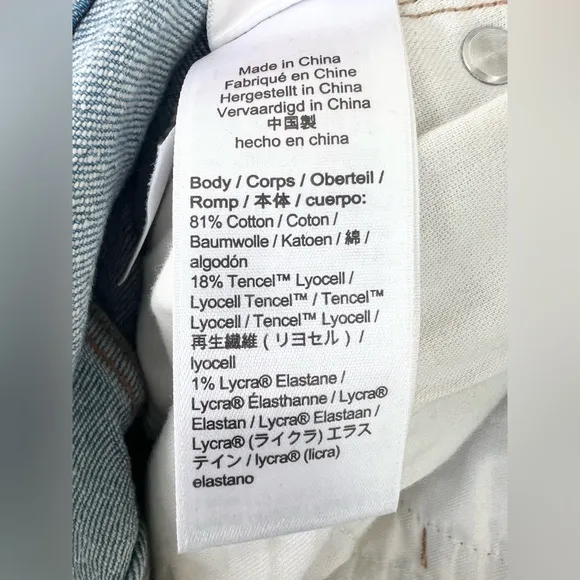 Made in China
Fabriqué en Chine
Hergestellt in China
Vervaardigd in China
中国製
hecho en china
Body / Corps / Oberteil /
Romp / 本体 / cuerpo:
81% Cotton / Coton /
Baumwolle / Katoen / 綿 /
algodón
18% Tencel™ Lyocell /
Lyocell Tencel™ / Tencel™
Lyocell / Tencel™ Lyocell /
再生繊維 ( リヨセル ) /
lyocell
1% Lycra® Elastane /
Lycra® Élasthanne / Lycra®
Elastan / Lycra® Elastaan /
Lycra® (ライクラ) エラス
テイン / lycra® (licra)
elastano